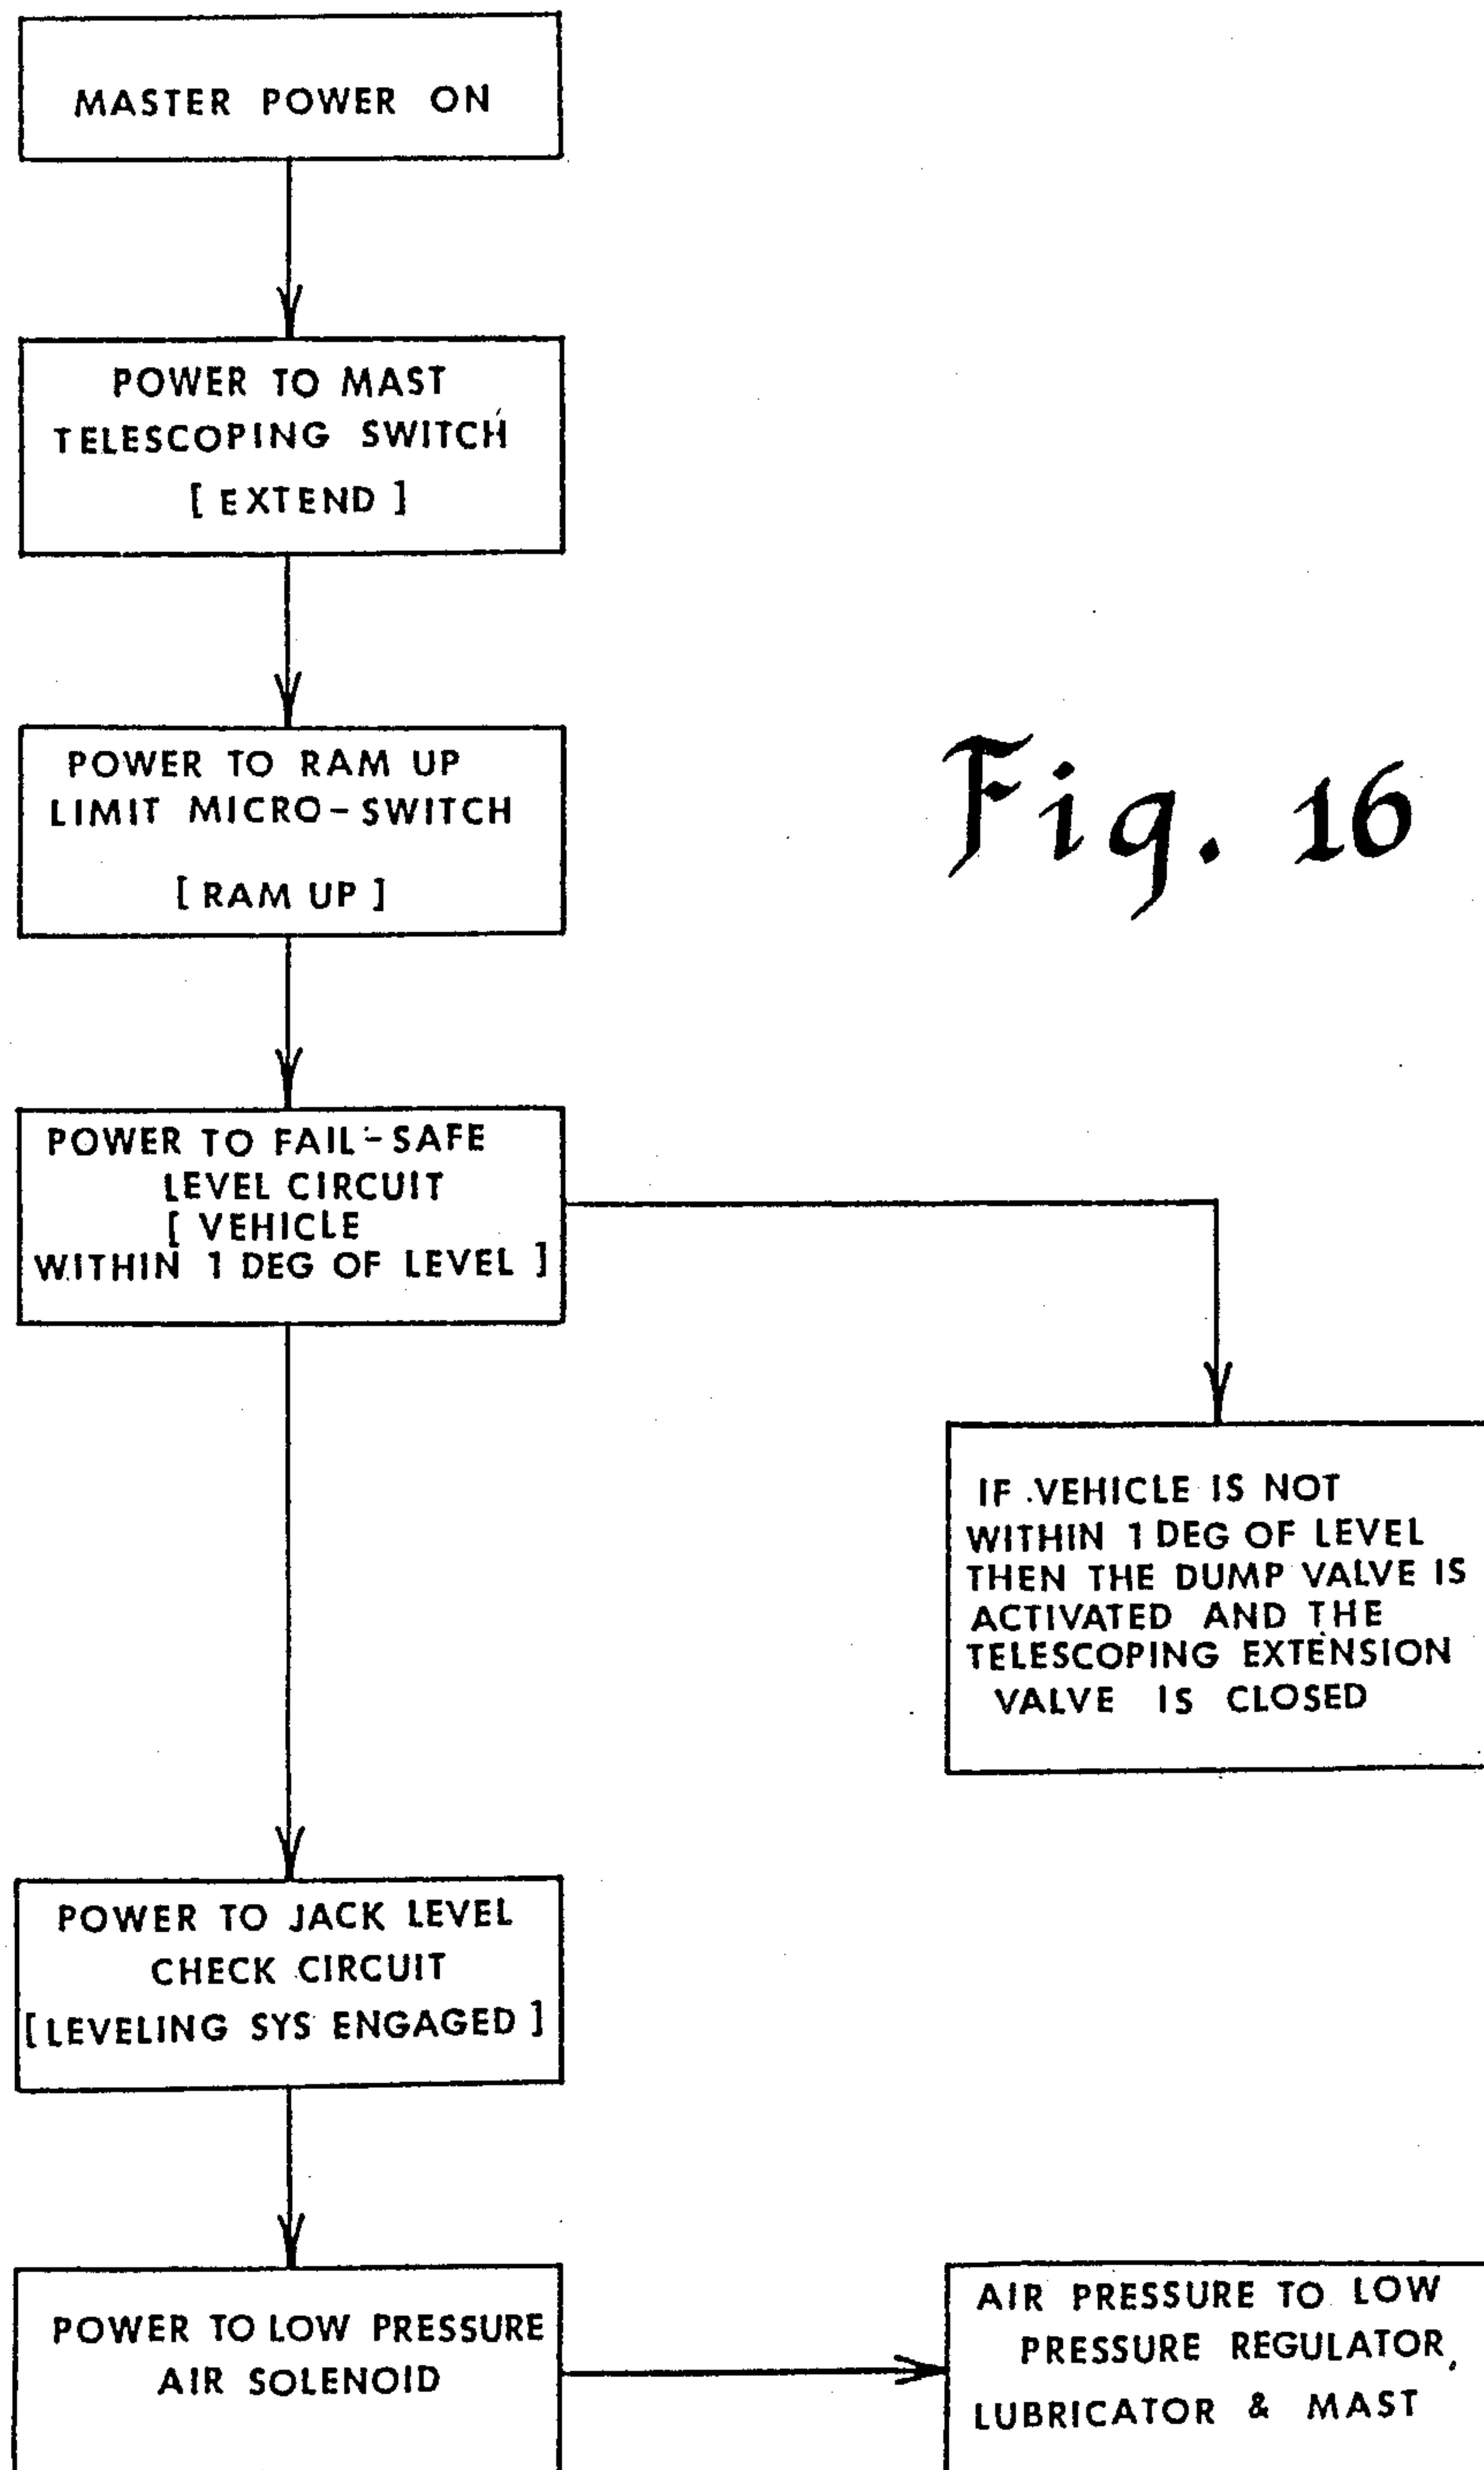 MASTER POWER ON
POWER TO MAST
TELESCOPING SWITCH
[ EXTEND ]
POWER TO RAM UP
LIMIT MICRO-SWITCH
[ RAM UP ]
Fig. 16
POWER TO FAIL-SAFE
LEVEL CIRCUIT
[ VEHICLE
WITHIN 1 DEG OF LEVEL ]
IF VEHICLE IS NOT
WITHIN 1 DEG OF LEVEL
THEN THE DUMP VALVE IS
ACTIVATED AND THE
TELESCOPING EXTENSION
VALVE IS CLOSED
POWER TO JACK LEVEL
CHECK CIRCUIT
[ LEVELING SYS ENGAGED ]
POWER TO LOW PRESSURE
AIR SOLENOID
AIR PRESSURE TO LOW
PRESSURE REGULATOR,
LUBRICATOR & MAST